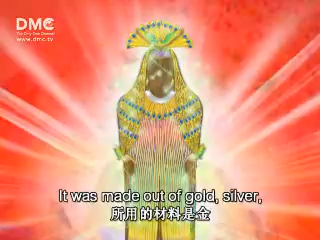 DMC
The Only One Channel
www.dmc.tv
It was made out of gold, silver,
所用的材料是金